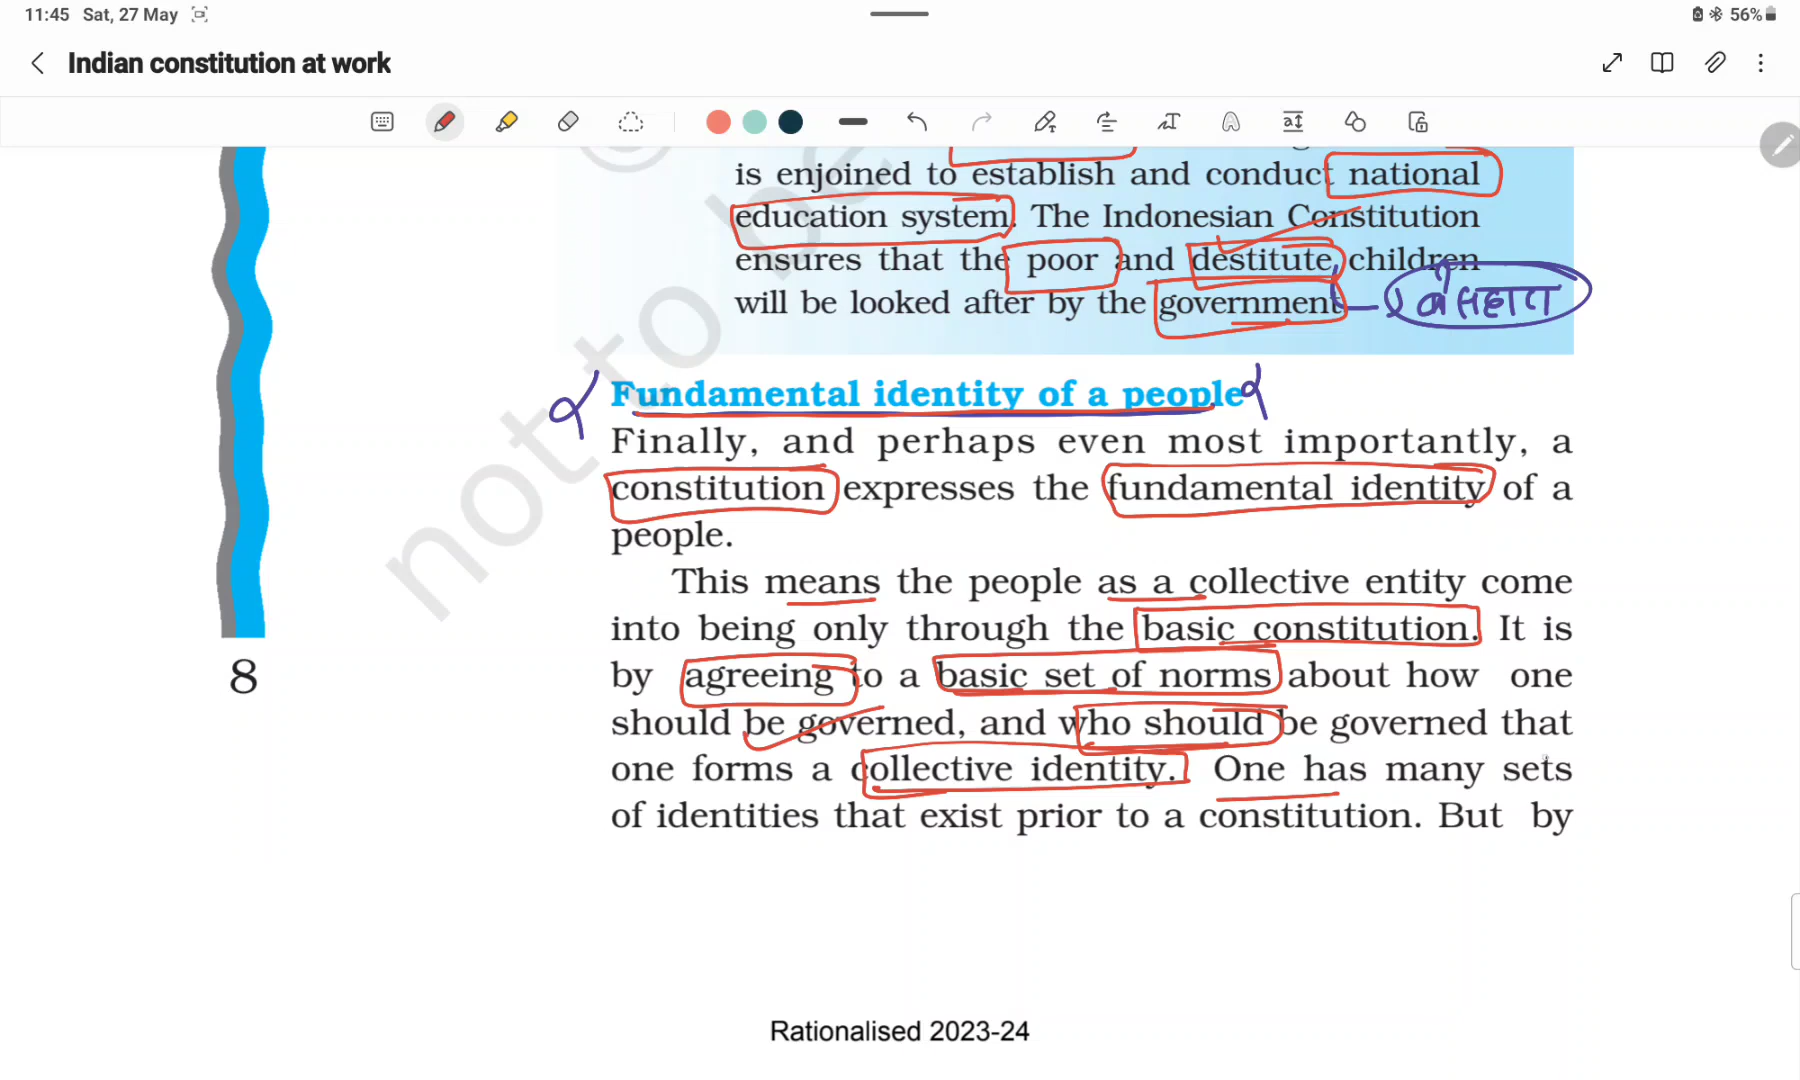 11:45 Sat, 27 May
56%
Indian constitution at work
is enjoined to establish and conduct national
education system. The Indonesian Constitution
ensures that the poor and destitute children
will be looked after by the government
Fundamental identity of a people
Finally, and perhaps even most importantly, a
constitution expresses the fundamental identity of a
people.
This means the people as a collective entity come
into being only through the basic constitution. It is
by agreeing to a basic set of norms about how one
should be governed, and who should be governed that
one forms a collective identity. One has many sets
of identities that exist prior to a constitution. But by
8
not to be
Rationalised 2023-24